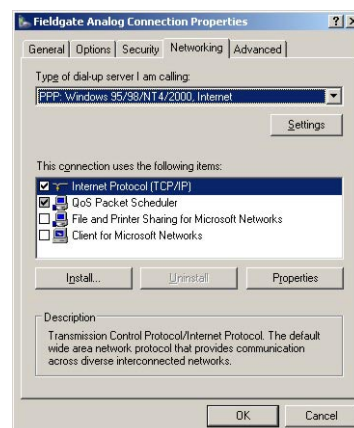 Fieldgate Analog Connection Properties
General Options Security Networking Advanced
Type of dial-up server I am calling:
PPP: Windows 95/98/NT4/2000, Internet
Settings
This connection uses the following items:
Internet Protocol (TCP/IP)
QoS Packet Scheduler
File and Printer Sharing for Microsoft Networks
Client for Microsoft Networks
Install... Uninstall Properties
Description
Transmission Control Protocol/Internet Protocol. The default
wide area network protocol that provides communication
across diverse interconnected networks.
OK Cancel